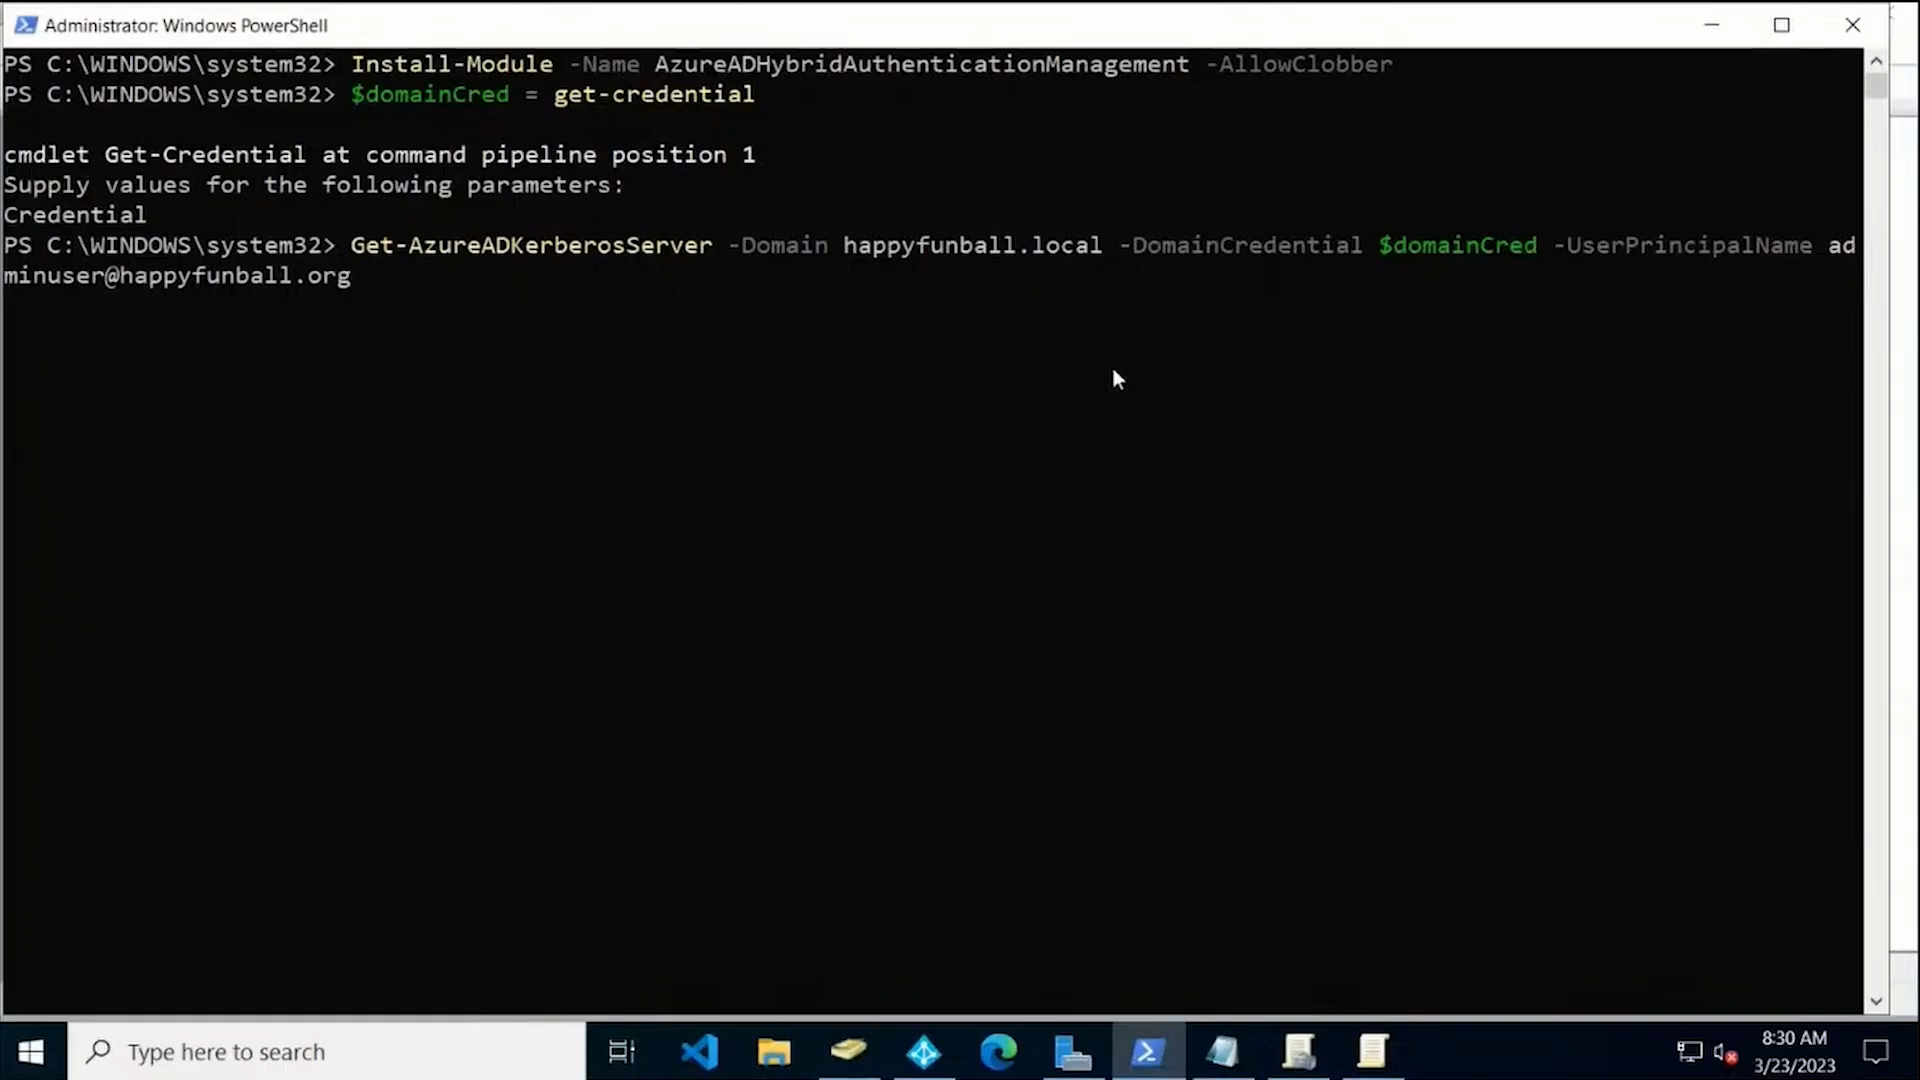 Administrator: Windows PowerShell
PS C:\WINDOWS\system32> Install-Module -Name AzureADHybridAuthenticationManagement -AllowClobber
PS C:\WINDOWS\system32> $domainCred = get-credential
cmdlet Get-Credential at command pipeline position 1
Supply values for the following parameters:
Credential
PS C:\WINDOWS\system32> Get-AzureADKerberosServer -Domain happyfunball.local -DomainCredential $domainCred -UserPrincipalName ad
minuser@happyfunball.org
Type here to search
8:30 AM
3/23/2023